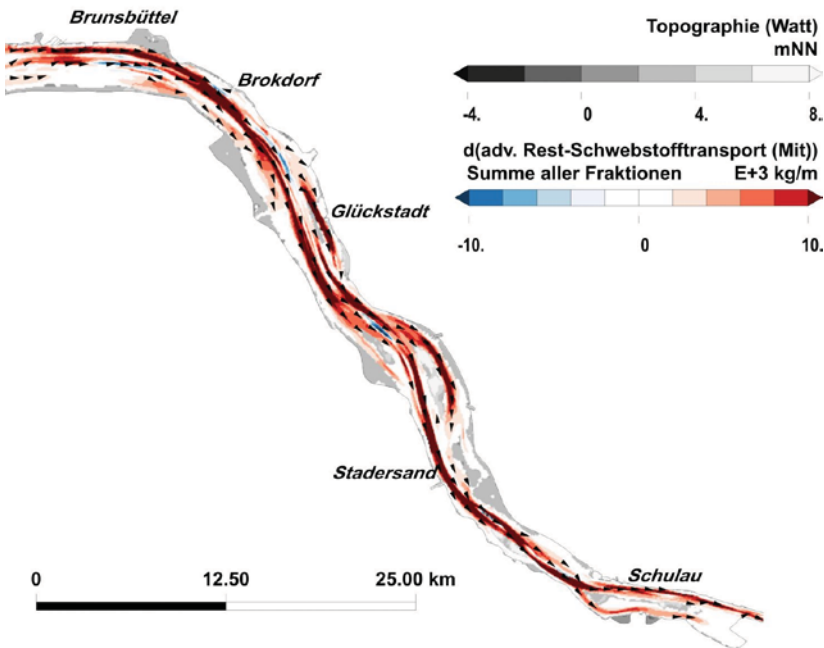 Brunsbüttel
Brokdorf
Glückstadt
Stadersand
Schulau
Topographie (Watt)
mNN
-4. 0 4. 8.
d(adv. Rest-Schwebstofftransport (Mit))
Summe aller Fraktionen E+3 kg/m
-10. 0 10.
0 12.50 25.00 km